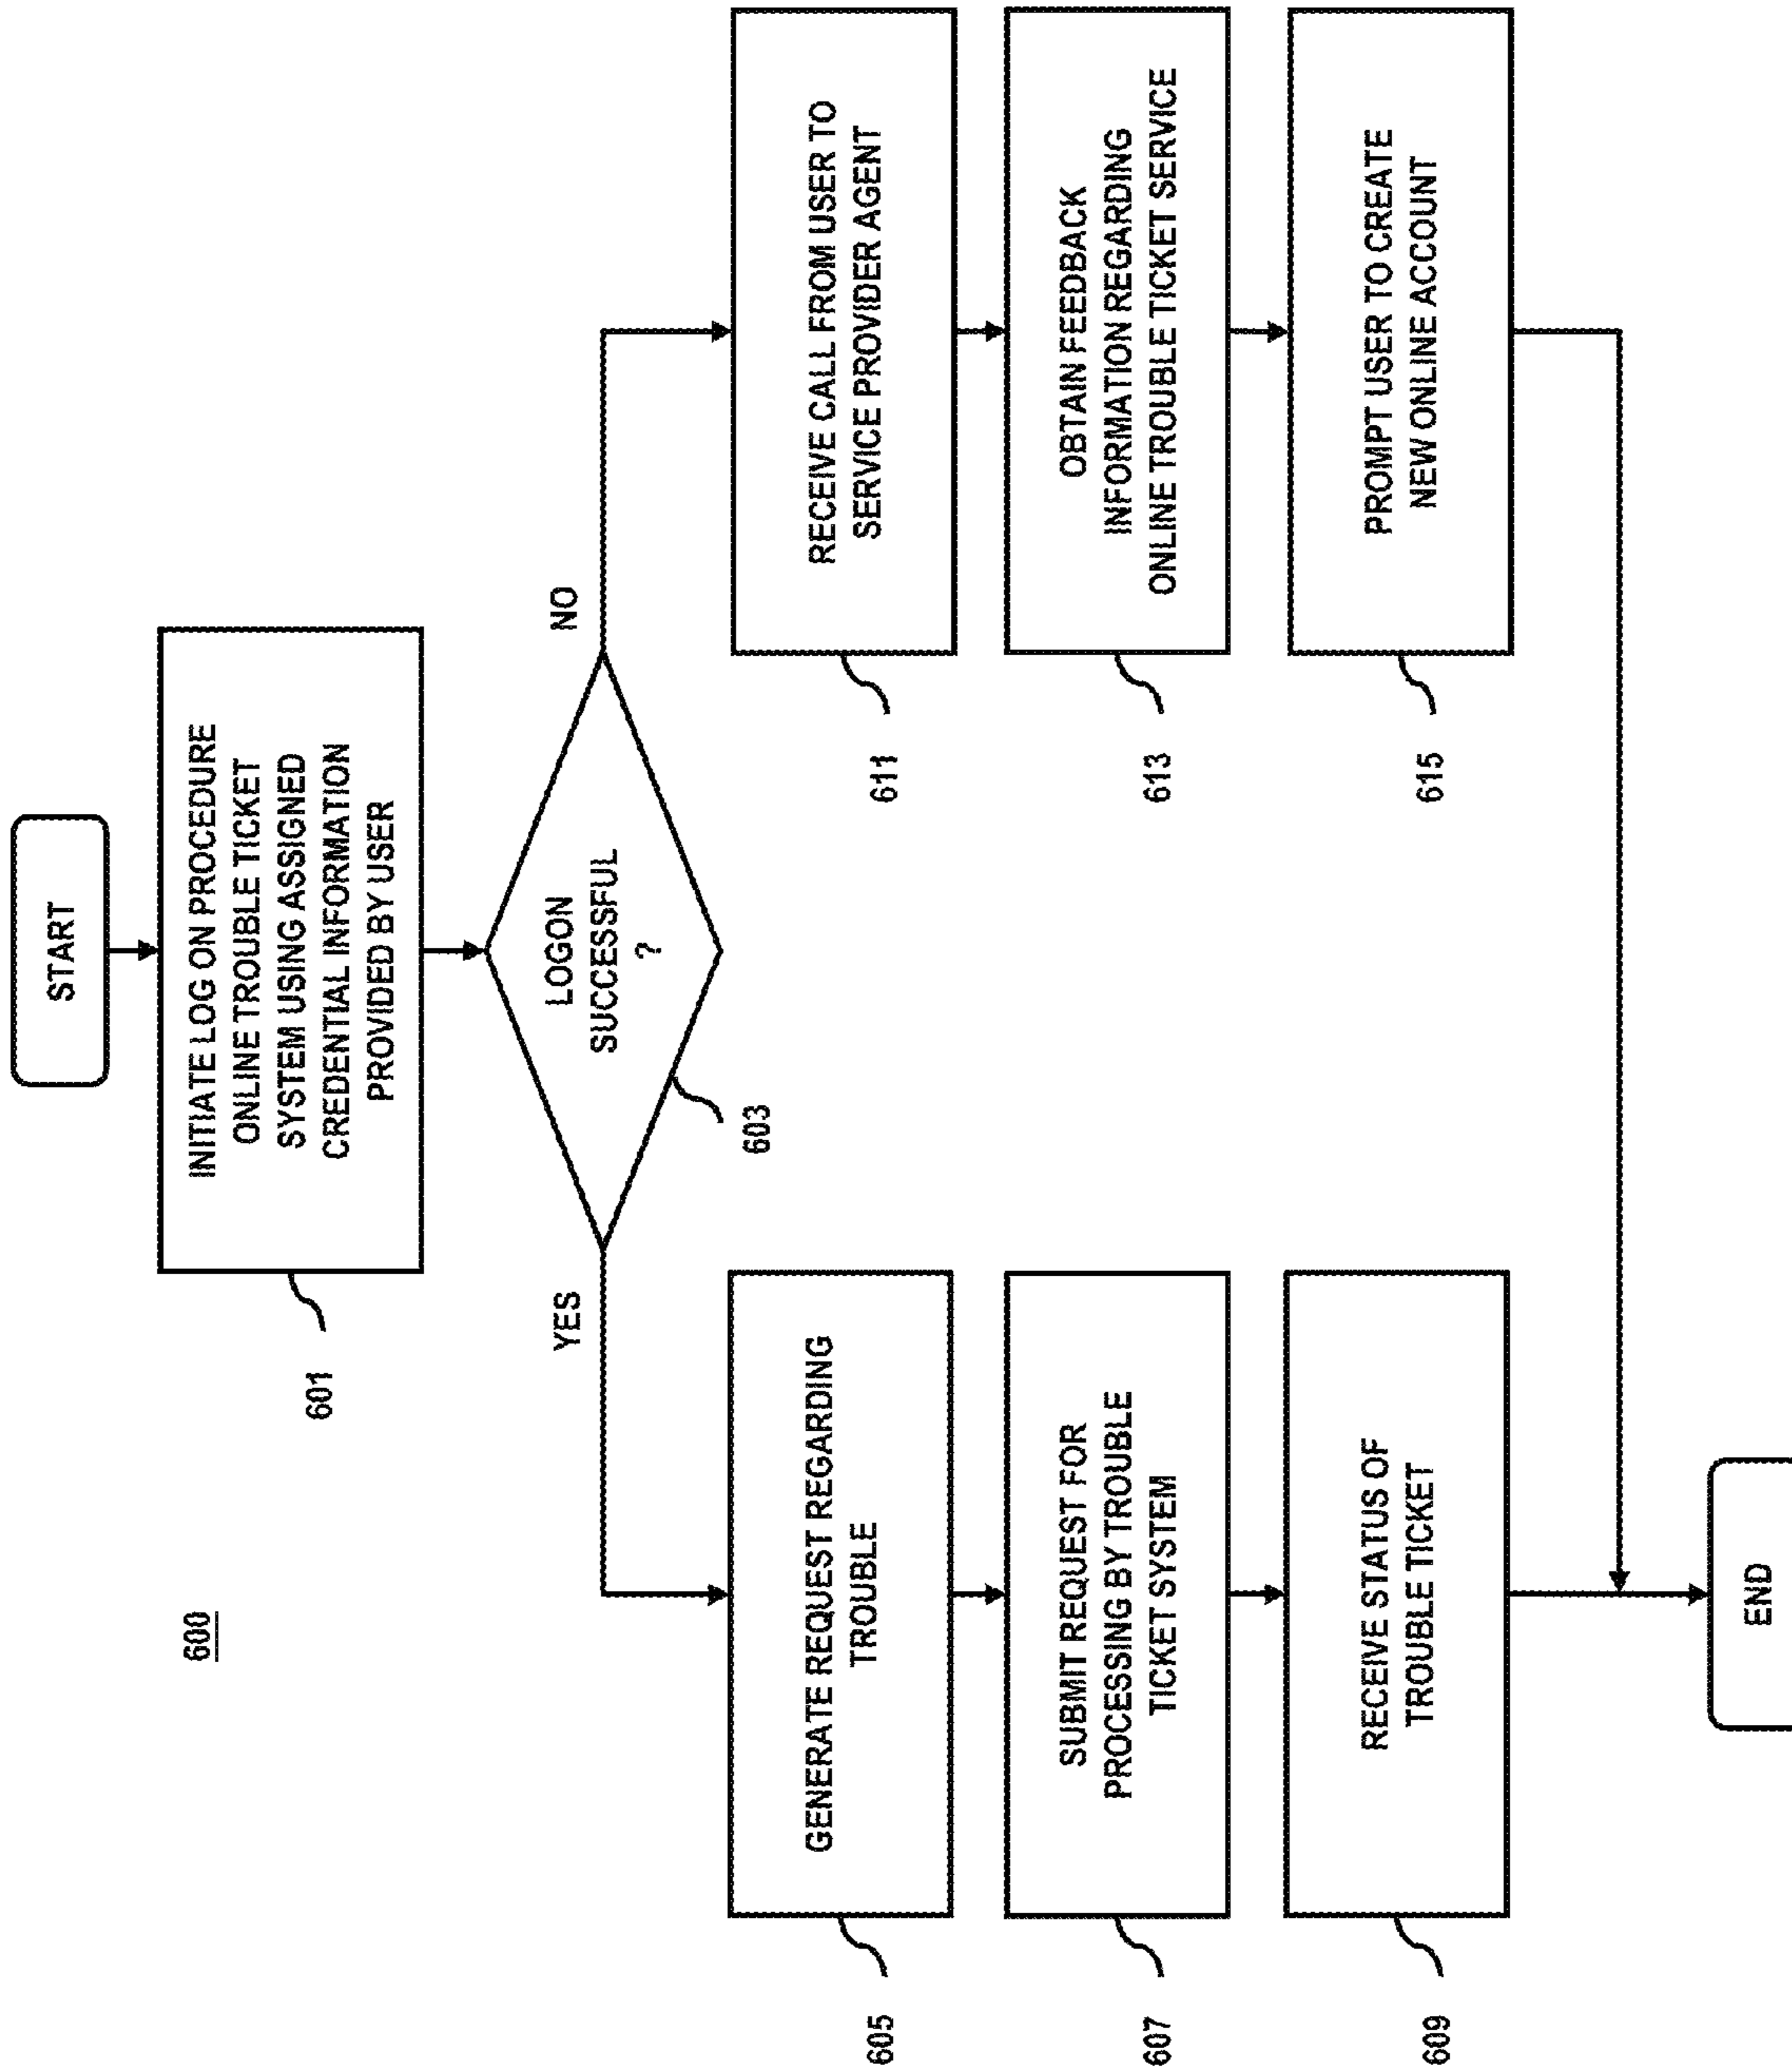 600
START
INITIATE LOG ON PROCEDURE
ONLINE TROUBLE TICKET
SYSTEM USING ASSIGNED
CREDENTIAL INFORMATION
PROVIDED BY USER
601
LOGON
SUCCESSFUL
?
603
YES
NO
GENERATE REQUEST REGARDING
TROUBLE
605
SUBMIT REQUEST FOR
PROCESSING BY TROUBLE
TICKET SYSTEM
607
RECEIVE STATUS OF
TROUBLE TICKET
609
RECEIVE CALL FROM USER TO
SERVICE PROVIDER AGENT
611
OBTAIN FEEDBACK
INFORMATION REGARDING
ONLINE TROUBLE TICKET SERVICE
613
PROMPT USER TO CREATE
NEW ONLINE ACCOUNT
615
END